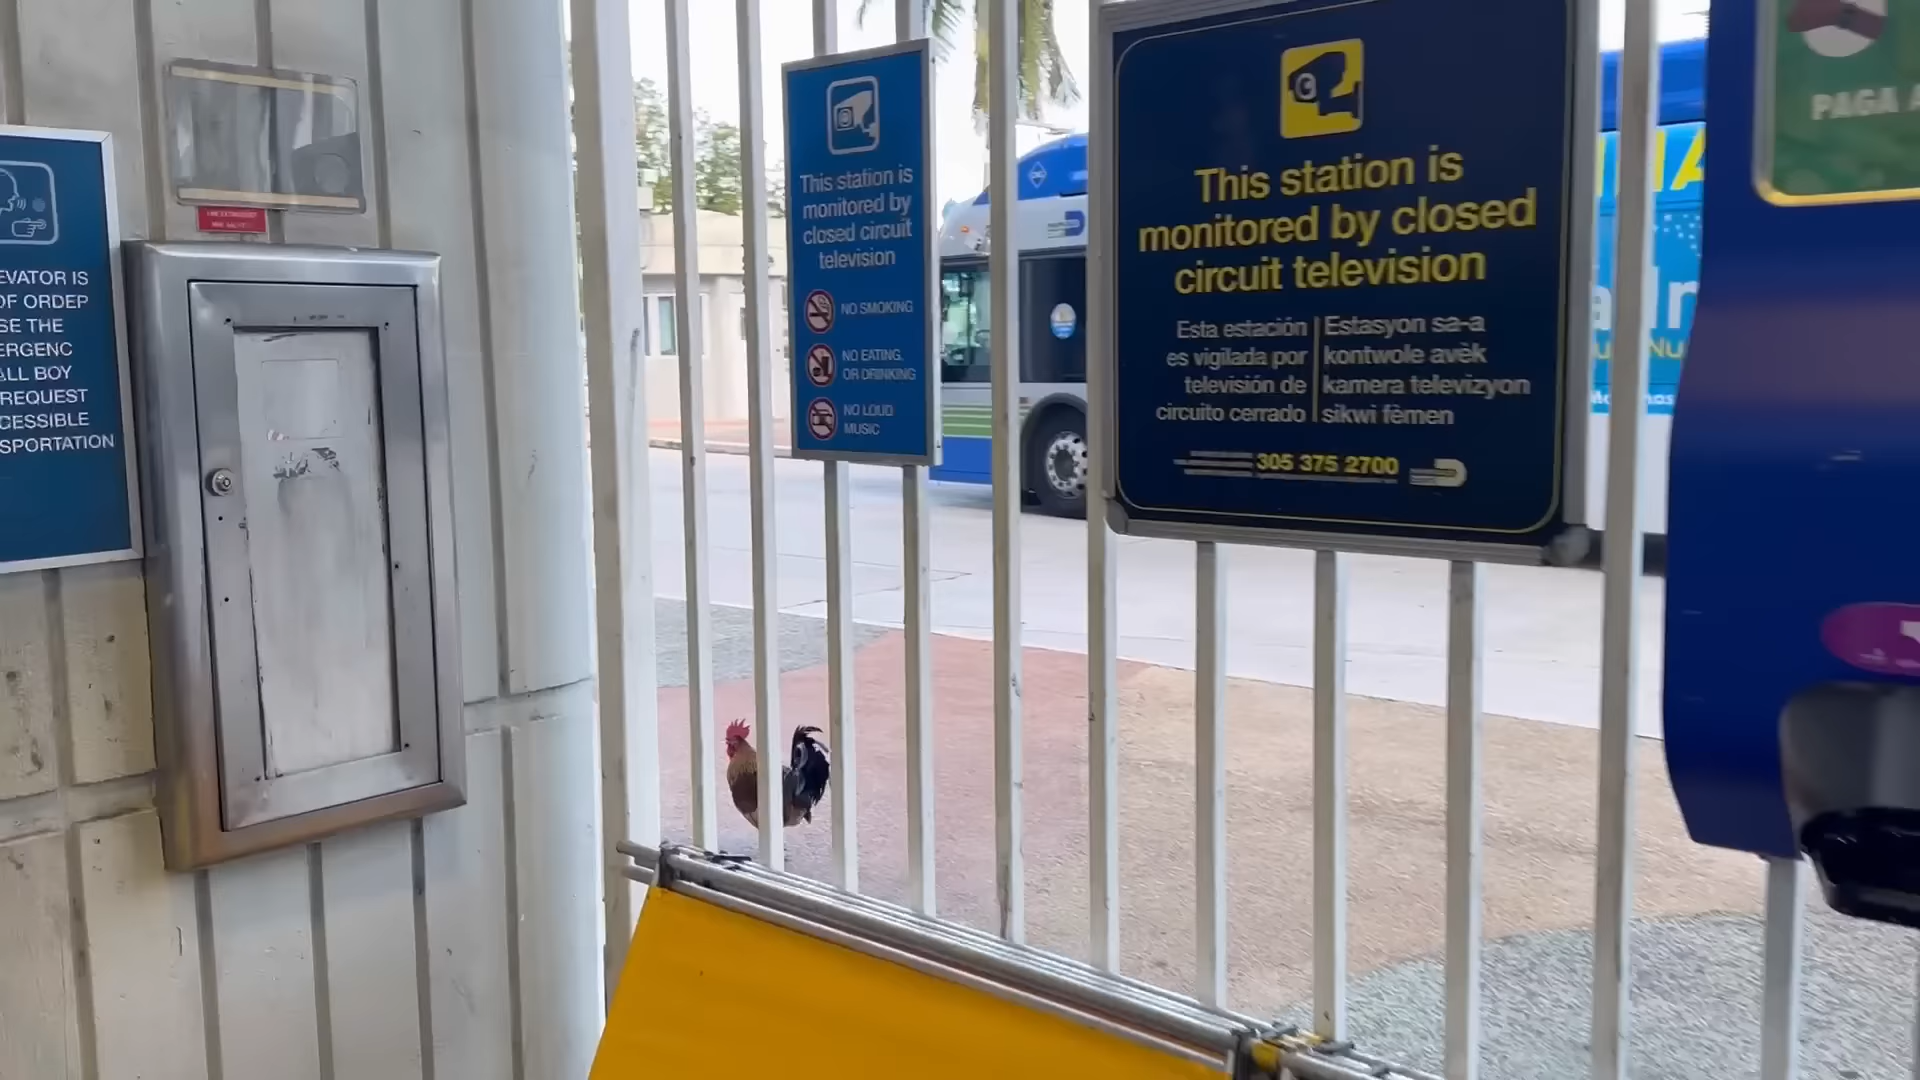 EVATOR IS
OF ORDEP
SE THE
ERGENC
ALL BOY
REQUEST
CESSIBLE
SPORTATION
This station is
monitored by
closed circuit
television
NO SMOKING
NO EATING,
OR DRINKING
NO LOUD
MUSIC
This station is
monitored by closed
circuit television
Esta estación
es vigilada por
televisión de
circuito cerrado
Estasyon sa-a
kontwole avèk
kamera televizyon
sikwi fèmen
305 375 2700
PAGA A